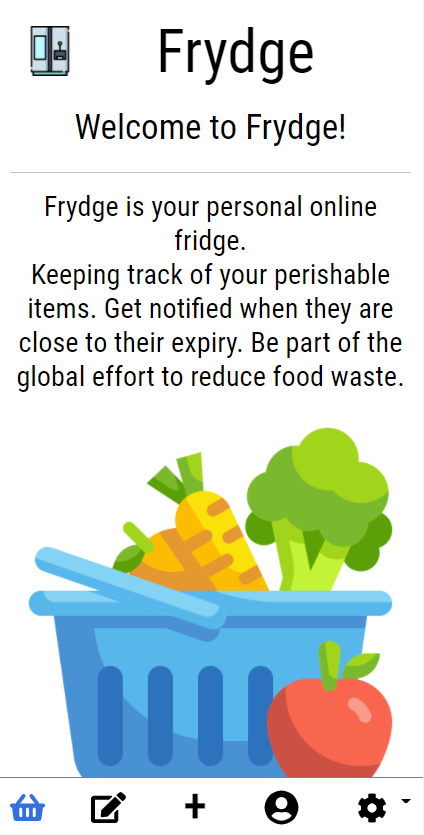 Frydge
Welcome to Frydge!
Frydge is your personal online
fridge.
Keeping track of your perishable
items. Get notified when they are
close to their expiry. Be part of the
global effort to reduce food waste.